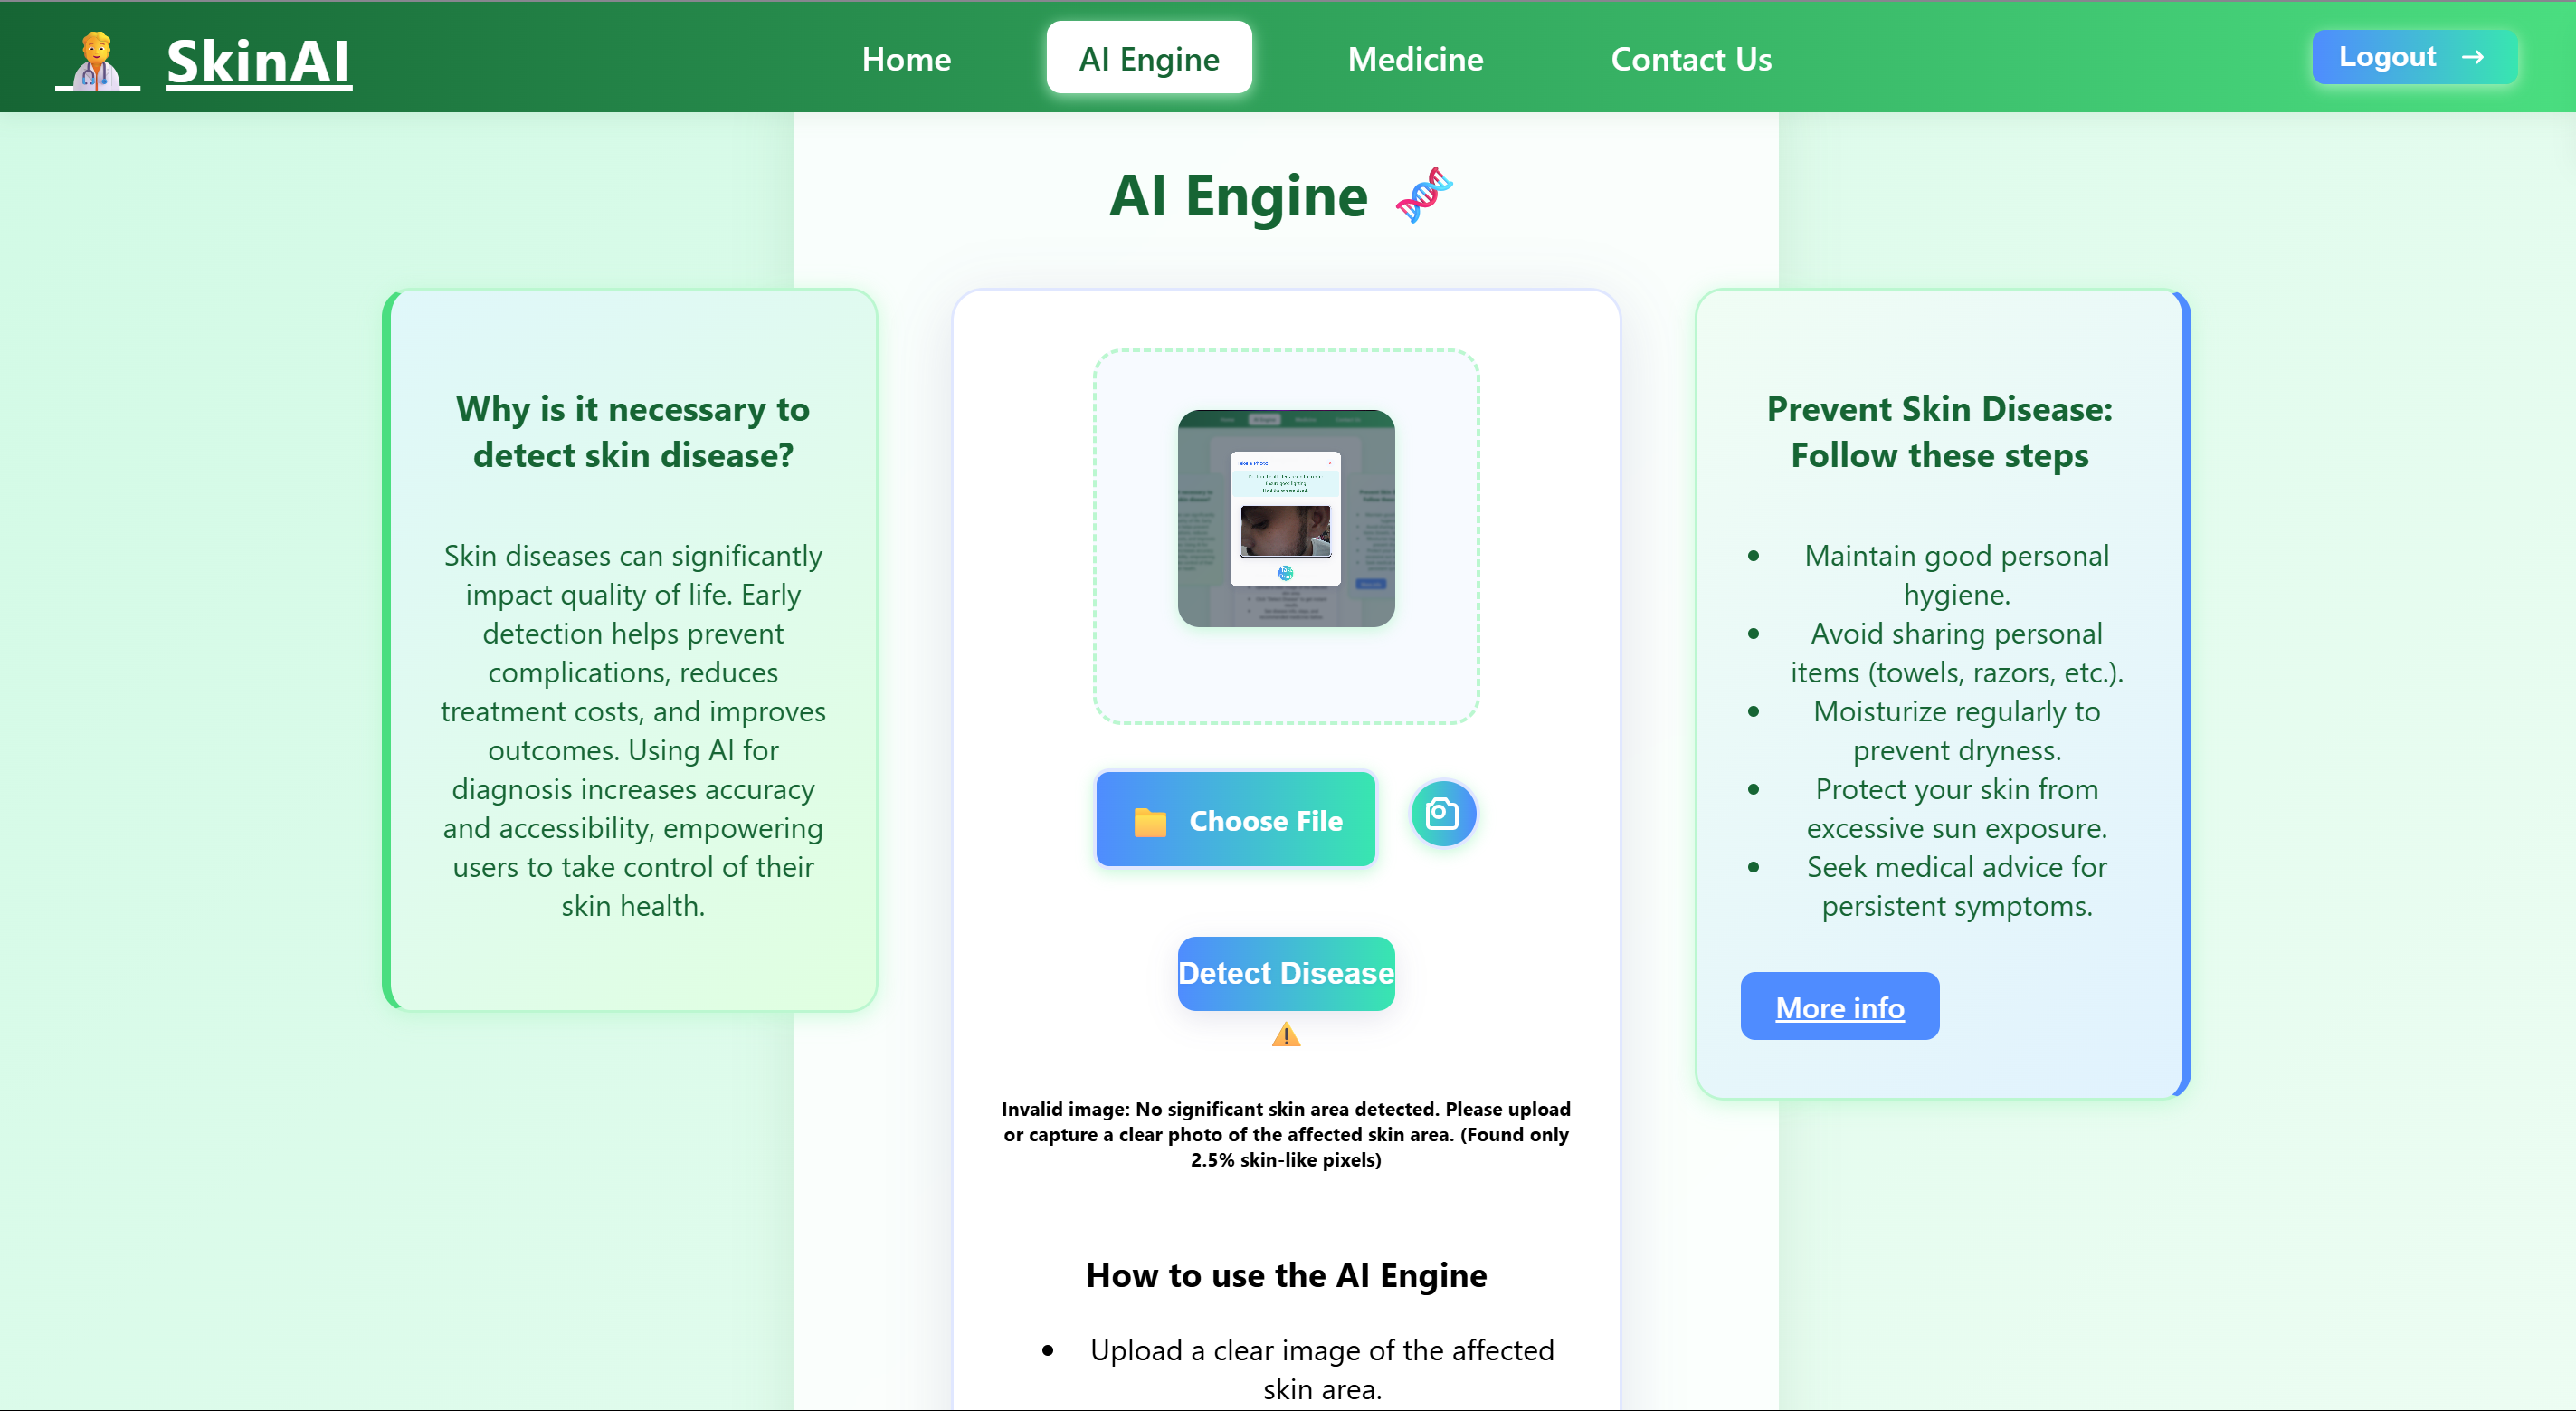 SkinAI
Home
AI Engine
Medicine
Contact Us
Logout →
AI Engine
Why is it necessary to
detect skin disease?
Skin diseases can significantly
impact quality of life. Early
detection helps prevent
complications, reduces
treatment costs, and improves
outcomes. Using AI for
diagnosis increases accuracy
and accessibility, empowering
users to take control of their
skin health.
Choose File
Detect Disease
Invalid image: No significant skin area detected. Please upload
or capture a clear photo of the affected skin area. (Found only
2.5% skin-like pixels)
How to use the AI Engine
• Upload a clear image of the affected
skin area.
Prevent Skin Disease:
Follow these steps
• Maintain good personal
hygiene.
• Avoid sharing personal
items (towels, razors, etc.).
• Moisturize regularly to
prevent dryness.
• Protect your skin from
excessive sun exposure.
• Seek medical advice for
persistent symptoms.
More info